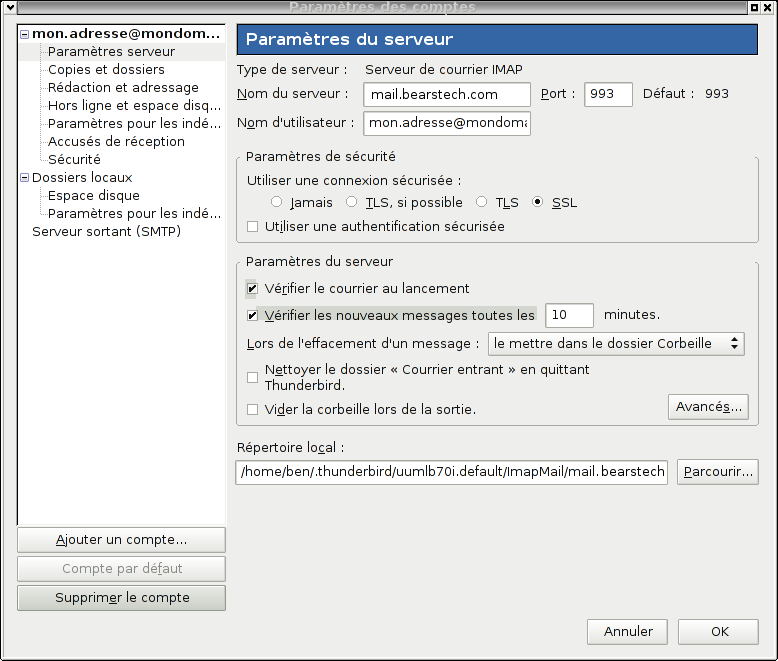 Paramètres des comptes
mon.adresse@mondom...
Paramètres serveur
Copies et dossiers
Rédaction et adressage
Hors ligne et espace disq...
Paramètres pour les indé...
Accusés de réception
Sécurité
Dossiers locaux
Espace disque
Paramètres pour les indé...
Serveur sortant (SMTP)
Ajouter un compte...
Compte par défaut
Supprimer le compte
Paramètres du serveur
Type de serveur : Serveur de courrier IMAP
Nom du serveur : mail.bearstech.com Port : 993 Défaut : 993
Nom d'utilisateur : mon.adresse@mondoma
Paramètres de sécurité
Utiliser une connexion sécurisée :
Jamais TLS, si possible TLS SSL
Utiliser une authentification sécurisée
Paramètres du serveur
Vérifier le courrier au lancement
Vérifier les nouveaux messages toutes les 10 minutes.
Lors de l'effacement d'un message : le mettre dans le dossier Corbeille
Nettoyer le dossier « Courrier entrant » en quittant
Thunderbird.
Vider la corbeille lors de la sortie.
Avancés...
Répertoire local :
/home/ben/.thunderbird/uumlb70i.default/ImapMail/mail.bearstech Parcourir...
Annuler OK